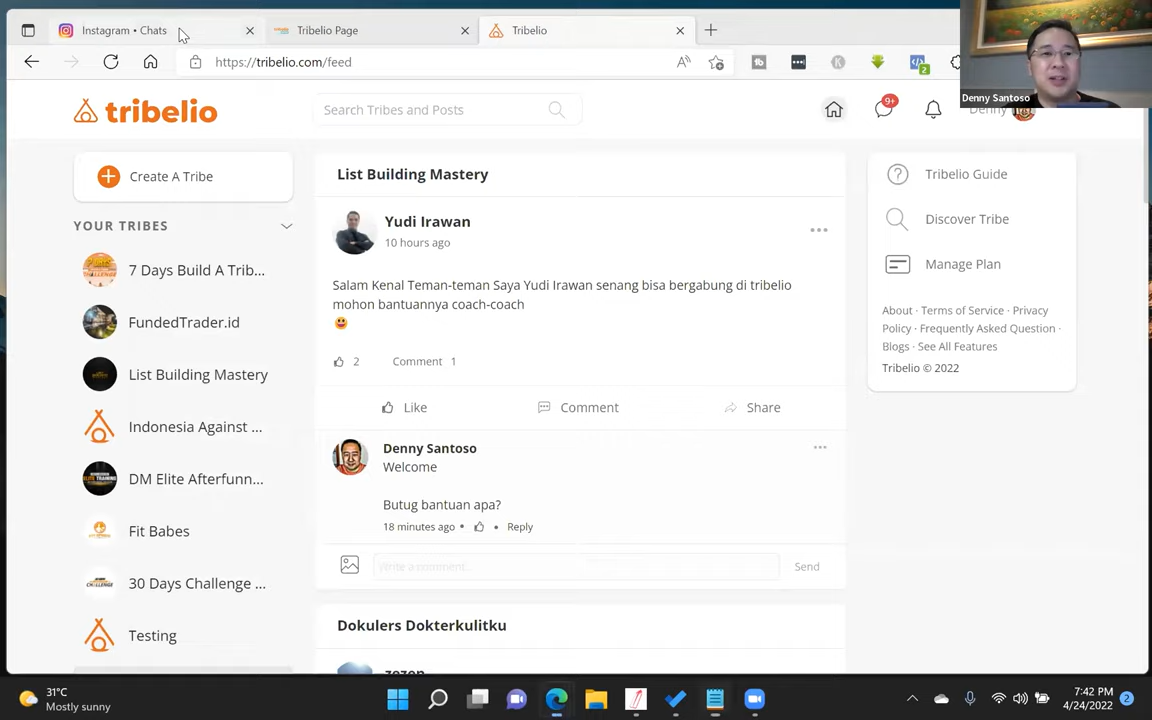 Instagram • Chats
Tribelio Page
Tribelio
https://tribelio.com/feed
2
Denny Santoso
tribelio
Search Tribes and Posts
9+
Denny
Create A Tribe
YOUR TRIBES
7 Days Build A Trib...
FundedTrader.id
List Building Mastery
Indonesia Against ...
DM Elite Afterfunn...
Fit Babes
30 Days Challenge ...
Testing
List Building Mastery
Yudi Irawan
10 hours ago
Salam Kenal Teman-teman Saya Yudi Irawan senang bisa bergabung di tribelio
mohon bantuannya coach-coach
2
Comment 1
Like
Comment
Share
Denny Santoso
Welcome
Butug bantuan apa?
18 minutes ago • • Reply
Write a comment...
Send
Dokulers Dokterkulitku
zezen
Tribelio Guide
Discover Tribe
Manage Plan
About · Terms of Service · Privacy
Policy · Frequently Asked Question ·
Blogs · See All Features
Tribelio © 2022
31°C
Mostly sunny
7:42 PM
4/24/2022
2